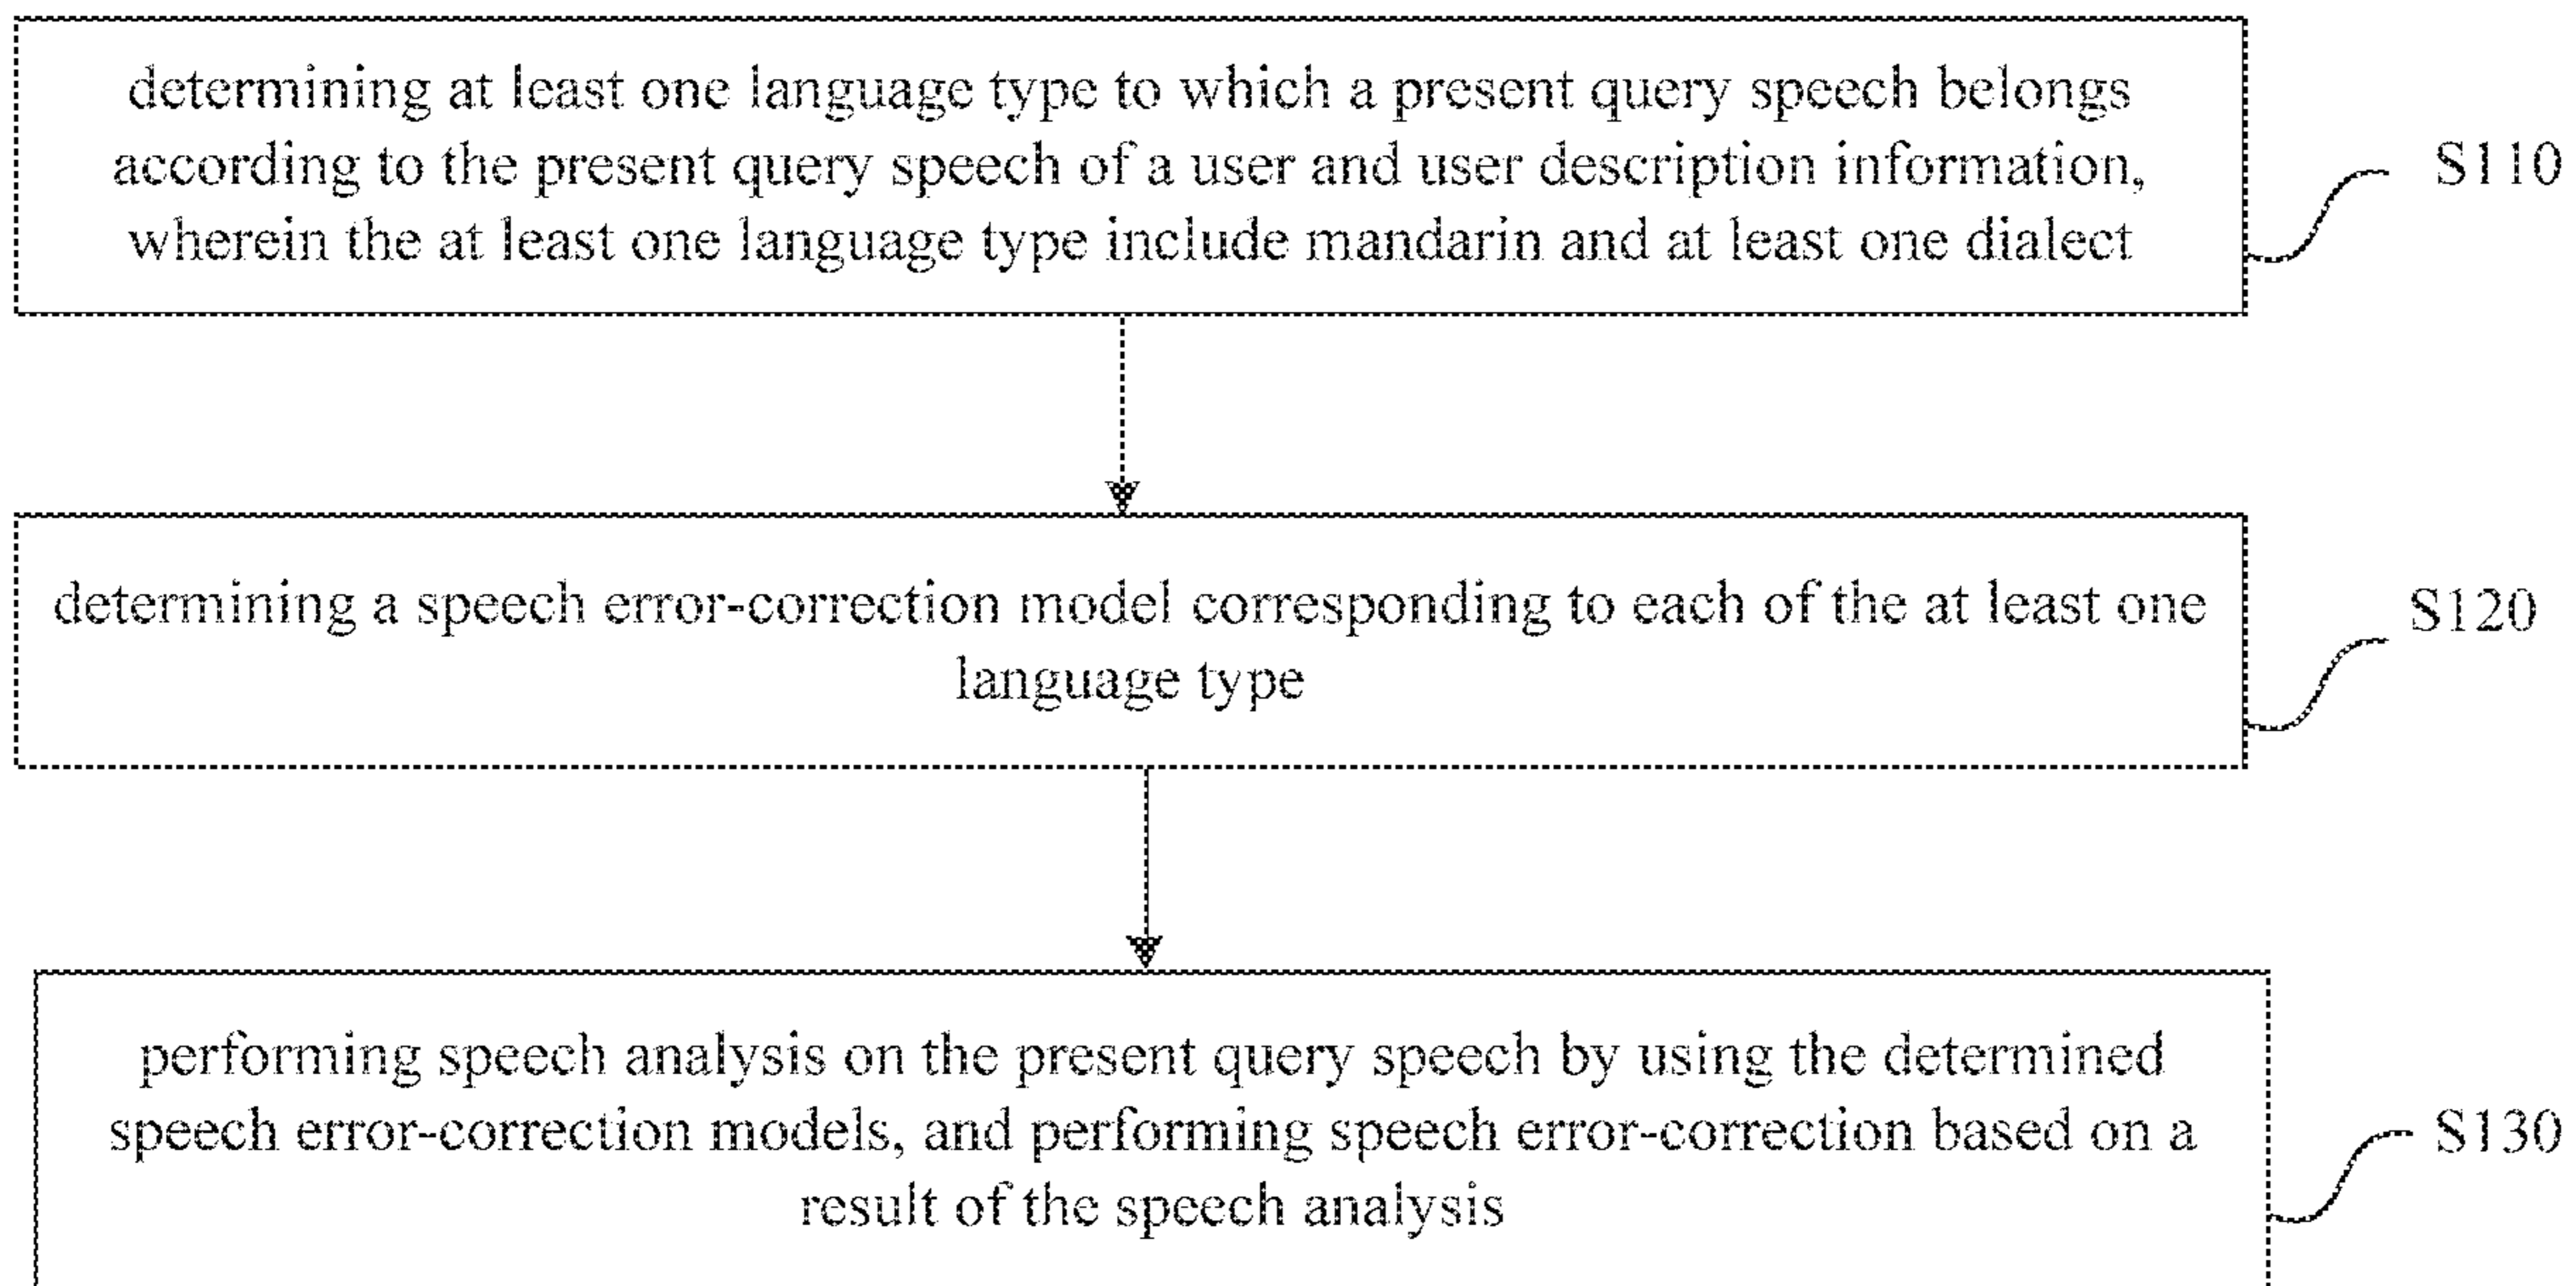 determining at least one language type to which a present query speech belongs
according to the present query speech of a user and user description information,
wherein the at least one language type include mandarin and at least one dialect
S110
determining a speech error-correction model corresponding to each of the at least one
language type
S120
performing speech analysis on the present query speech by using the determined
speech error-correction models, and performing speech error-correction based on a
result of the speech analysis
S130